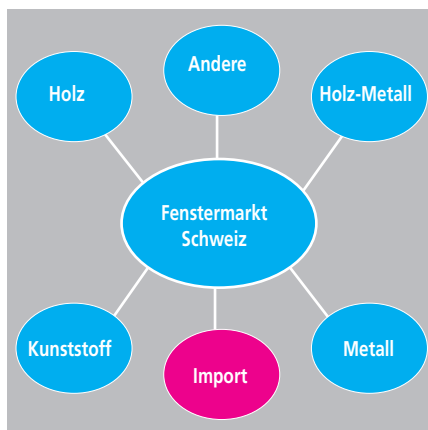 Andere
Holz
Holz-Metall
Fenstermarkt
Schweiz
Kunststoff
Import
Metall